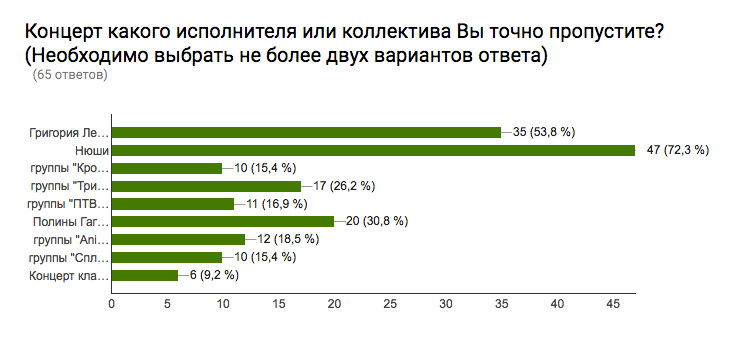 Концерт какого исполнителя или коллектива Вы точно пропустите?
(Необходимо выбрать не более двух вариантов ответа)
(65 ответов)
Григория Ле… 35 (53,8 %)
Нюши 47 (72,3 %)
группы "Кро… 10 (15,4 %)
группы "Три… 17 (26,2 %)
группы "ПТВ… 11 (16,9 %)
Полины Гаг… 20 (30,8 %)
группы "Ani… 12 (18,5 %)
группы "Спл… 10 (15,4 %)
Концерт кла… 6 (9,2 %)
0 5 10 15 20 25 30 35 40 45